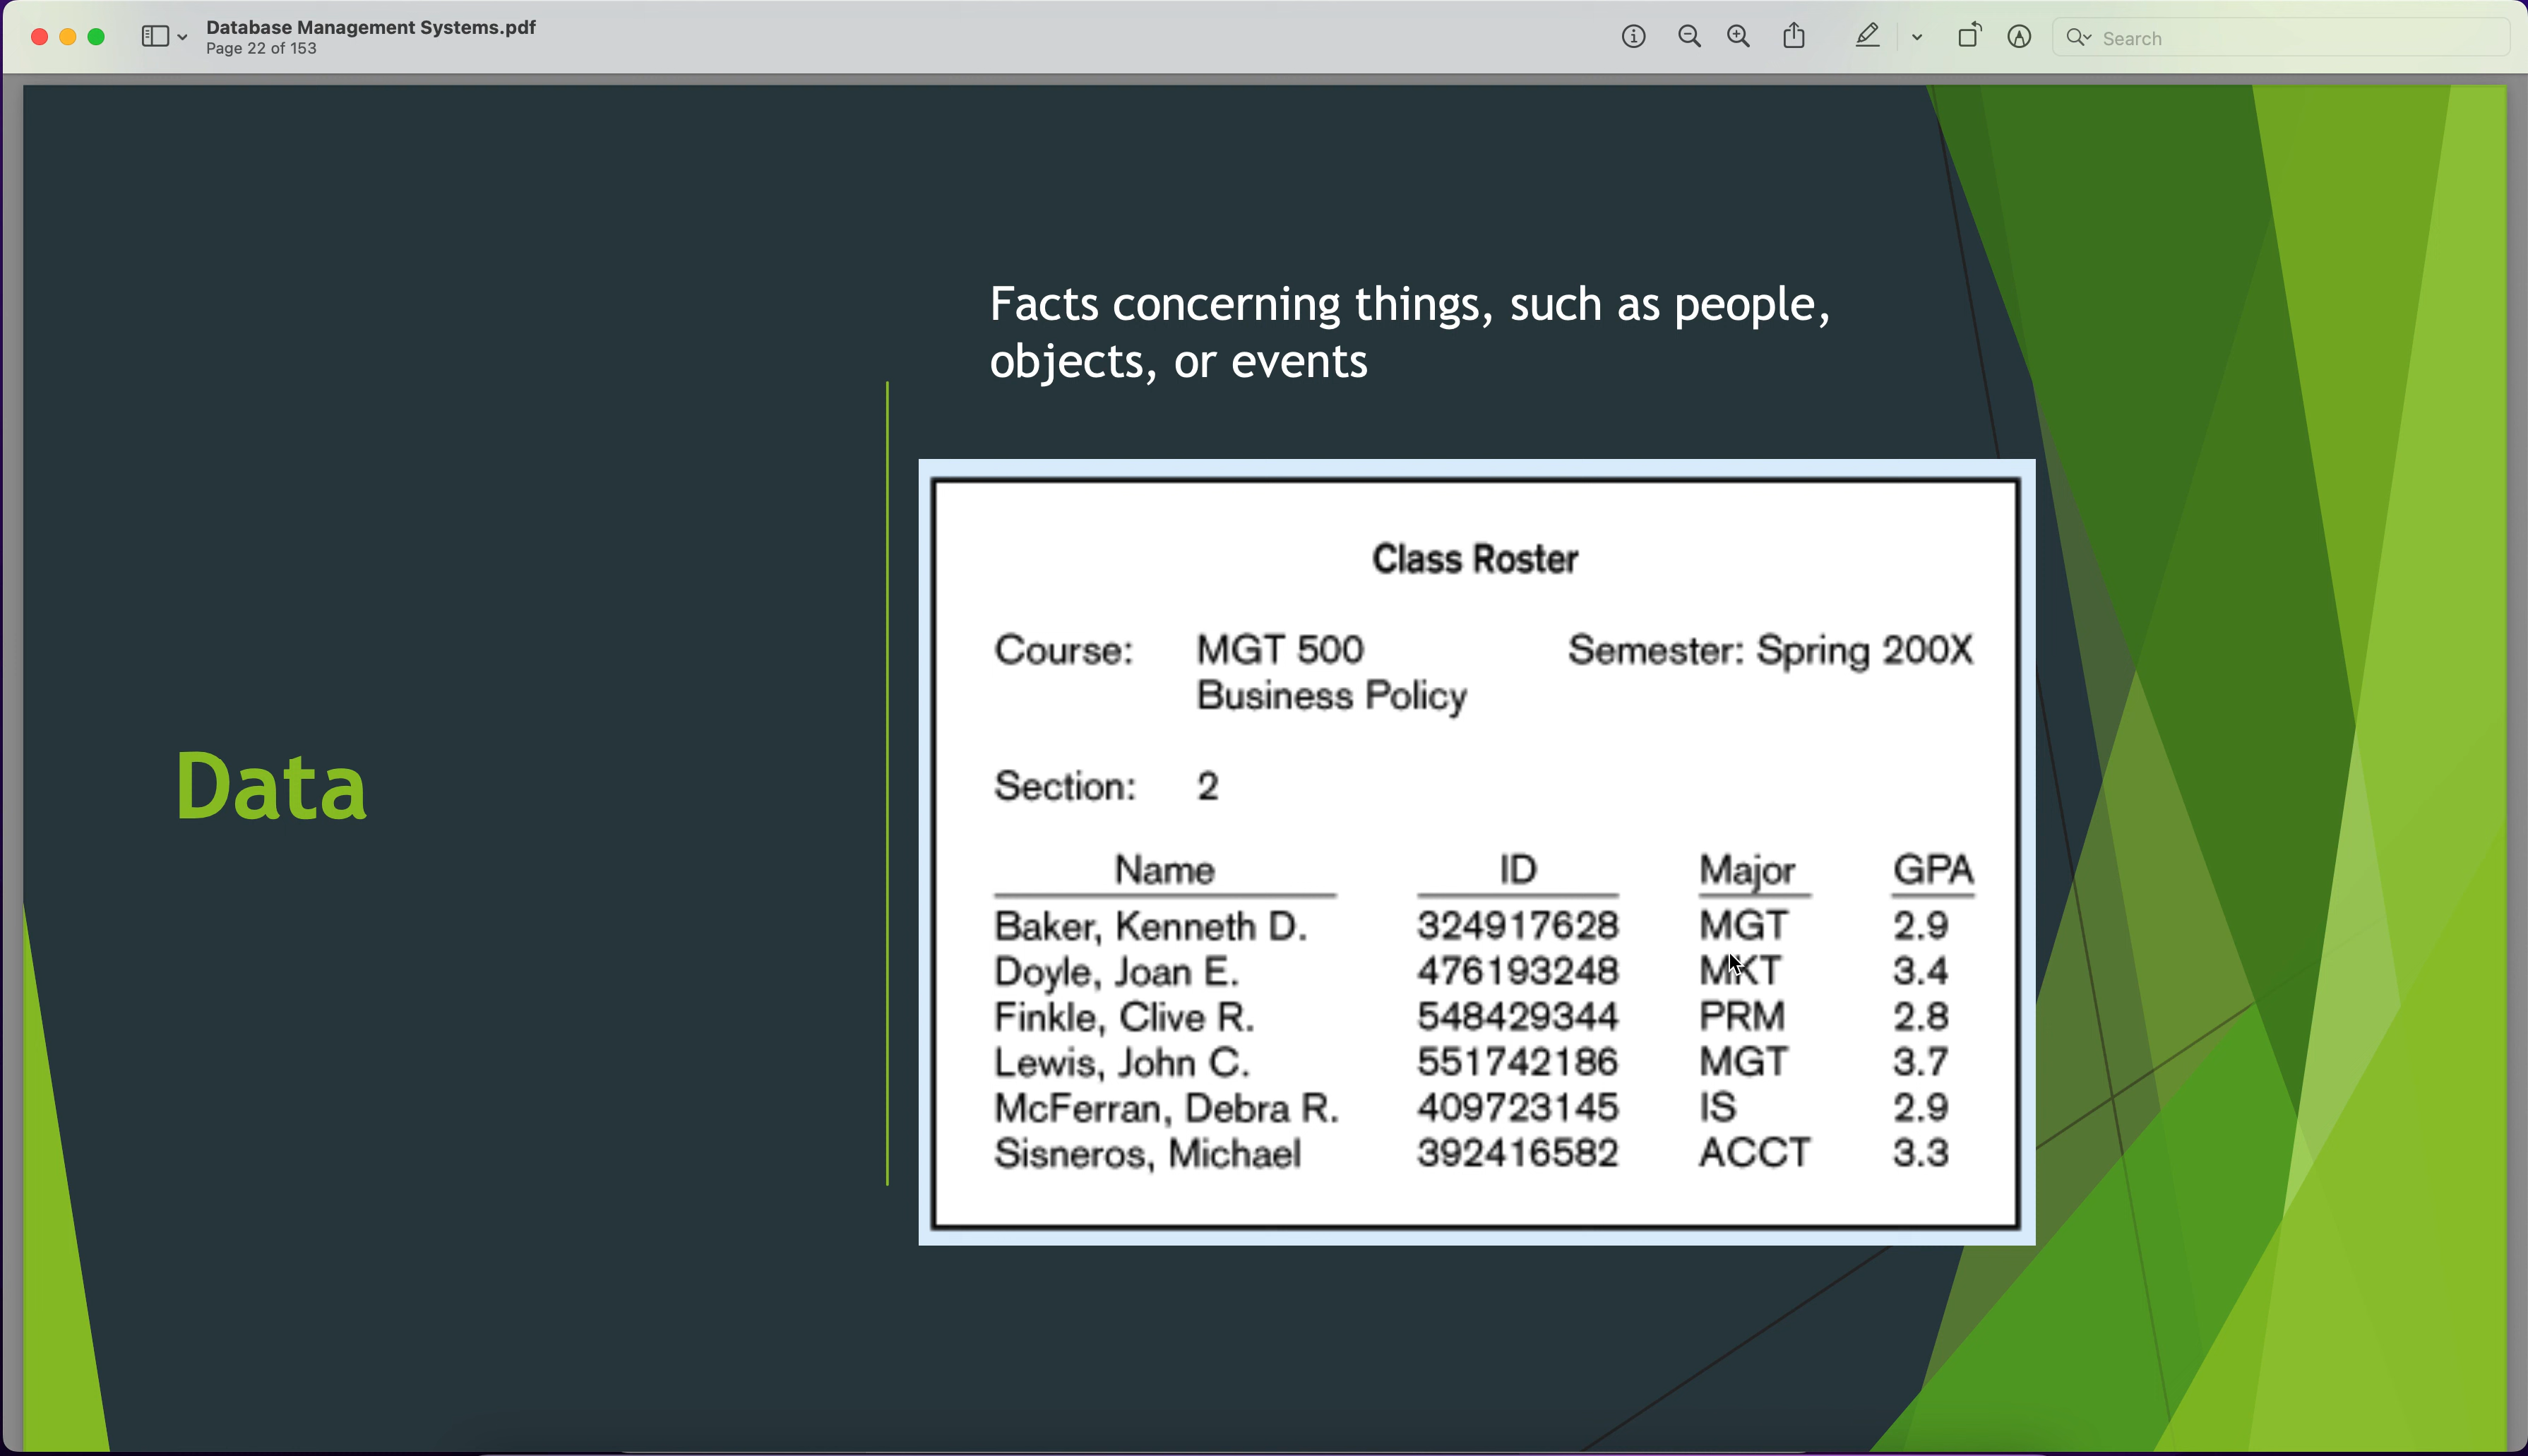 Database Management Systems.pdf
Page 22 of 153
Search
Facts concerning things, such as people,
objects, or events
Data
Class Roster
Course: MGT 500 Semester: Spring 200X
Business Policy
Section: 2
Name ID Major GPA
Baker, Kenneth D. 324917628 MGT 2.9
Doyle, Joan E. 476193248 MKT 3.4
Finkle, Clive R. 548429344 PRM 2.8
Lewis, John C. 551742186 MGT 3.7
McFerran, Debra R. 409723145 IS 2.9
Sisneros, Michael 392416582 ACCT 3.3